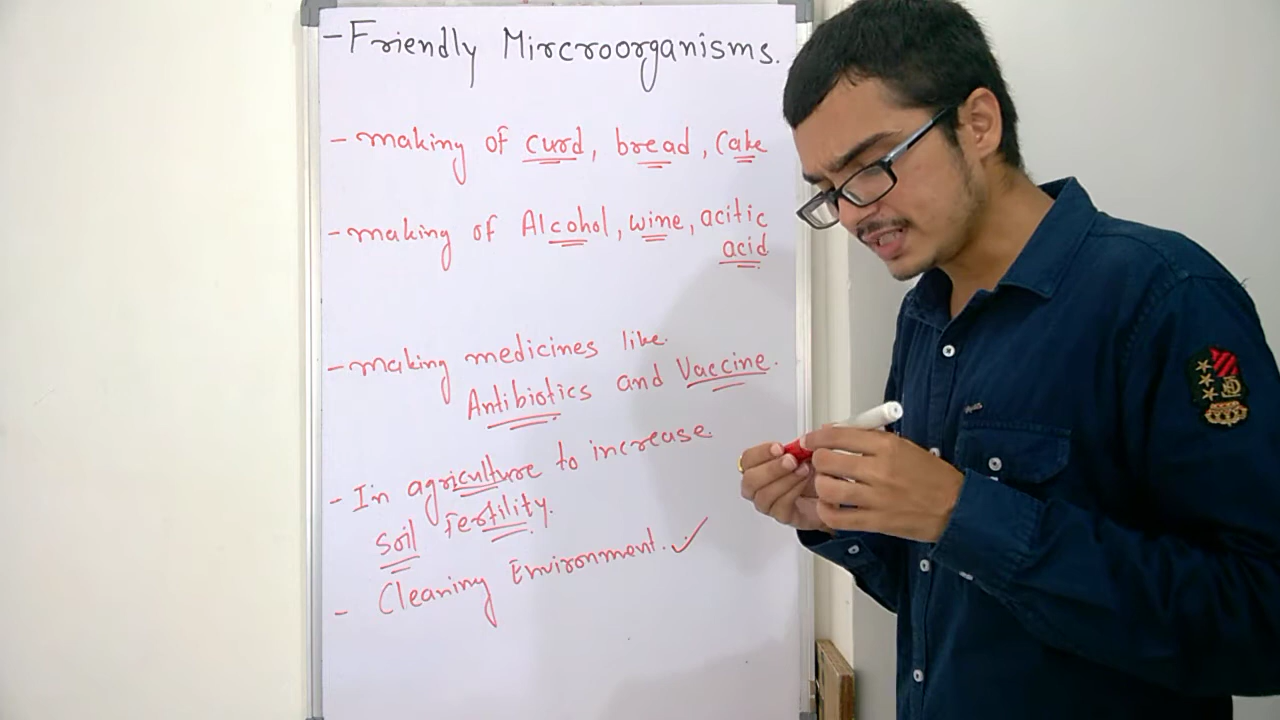 - Friendly Mircroorganisms.
- making of curd, bread, Cake
- making of Alcohol, wine, acitic
acid
- making medicines like.
Antibiotics and Vaccine.
- In agriculture to increase.
soil fertility.
- Cleaning Environment. ✓